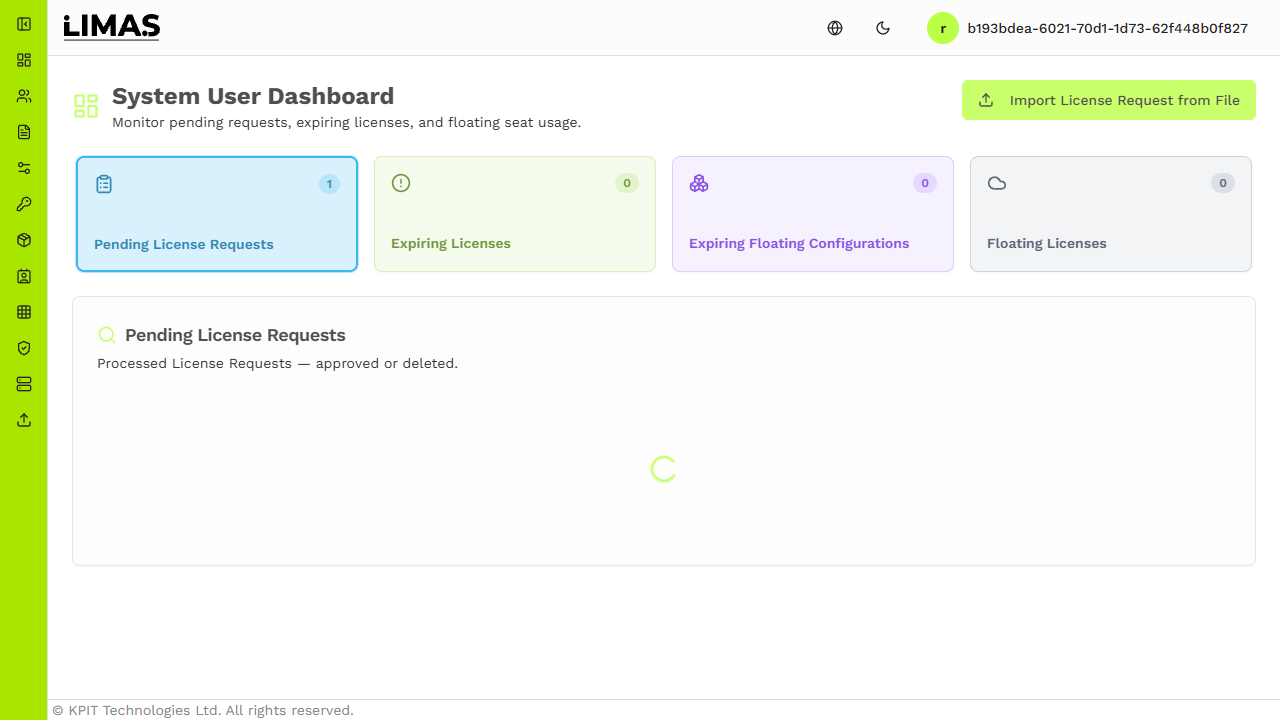 LIMAS
r
b193bdea-6021-70d1-1d73-62f448b0f827
System User Dashboard
Monitor pending requests, expiring licenses, and floating seat usage.
Import License Request from File
1
Pending License Requests
0
Expiring Licenses
0
Expiring Floating Configurations
0
Floating Licenses
Pending License Requests
Processed License Requests — approved or deleted.
© KPIT Technologies Ltd. All rights reserved.